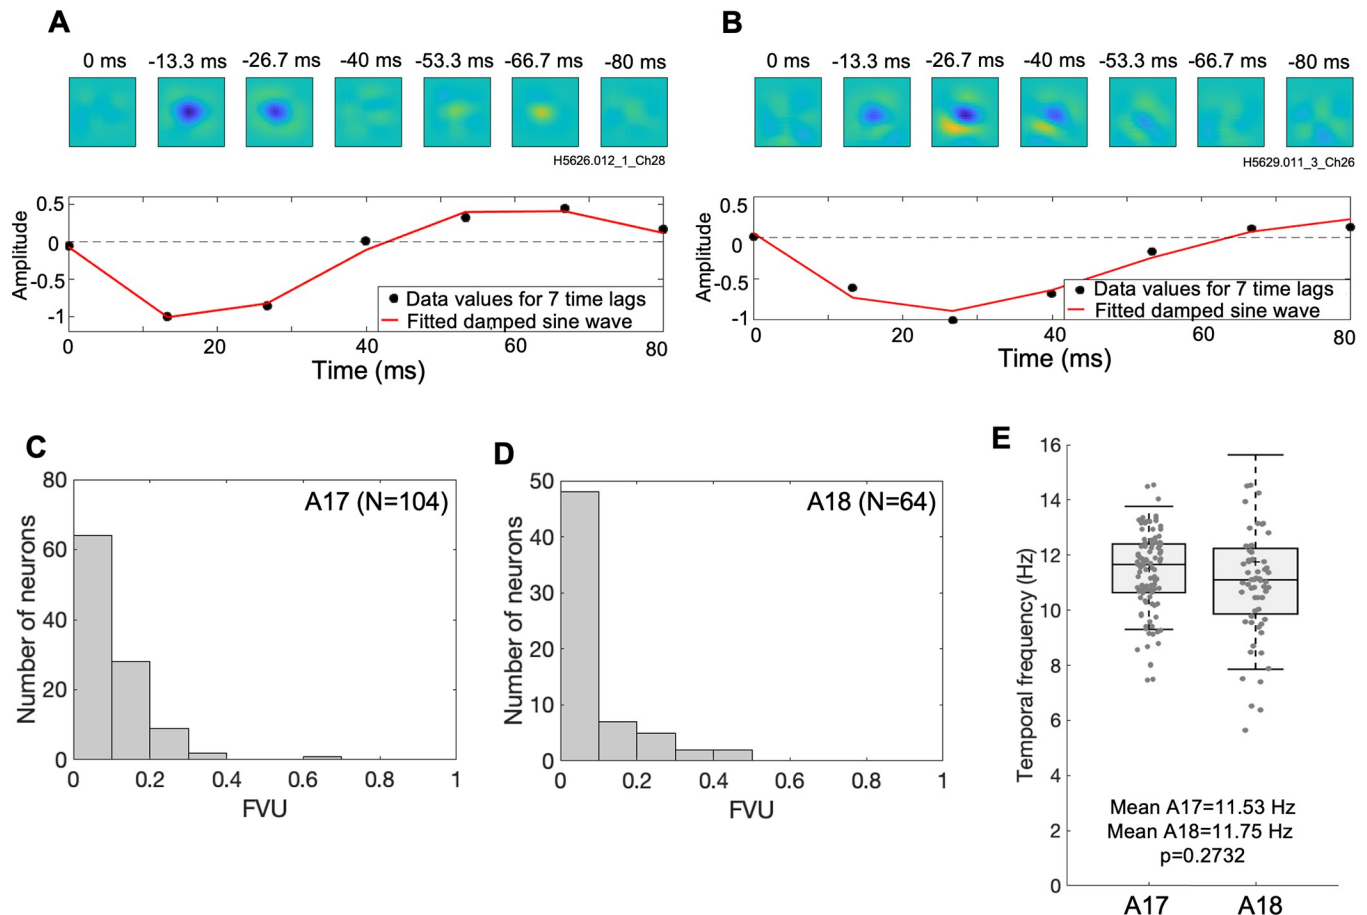 A
0 ms -13.3 ms -26.7 ms -40 ms -53.3 ms -66.7 ms -80 ms
H5626.012_1_Ch28
Amplitude
0.5
0
-0.5
-1
Data values for 7 time lags
Fitted damped sine wave
0 20 40 60 80
Time (ms)
B
0 ms -13.3 ms -26.7 ms -40 ms -53.3 ms -66.7 ms -80 ms
H5629.011_3_Ch26
Amplitude
0.5
0
-0.5
-1
Data values for 7 time lags
Fitted damped sine wave
0 20 40 60 80
Time (ms)
C
Number of neurons
80
60
40
20
0
A17 (N=104)
0 0.2 0.4 0.6 0.8 1
FVU
D
Number of neurons
50
40
30
20
10
0
A18 (N=64)
0 0.2 0.4 0.6 0.8 1
FVU
E
Temporal frequency (Hz)
16
14
12
10
8
6
4
2
0
Mean A17=11.53 Hz
Mean A18=11.75 Hz
p=0.2732
A17 A18